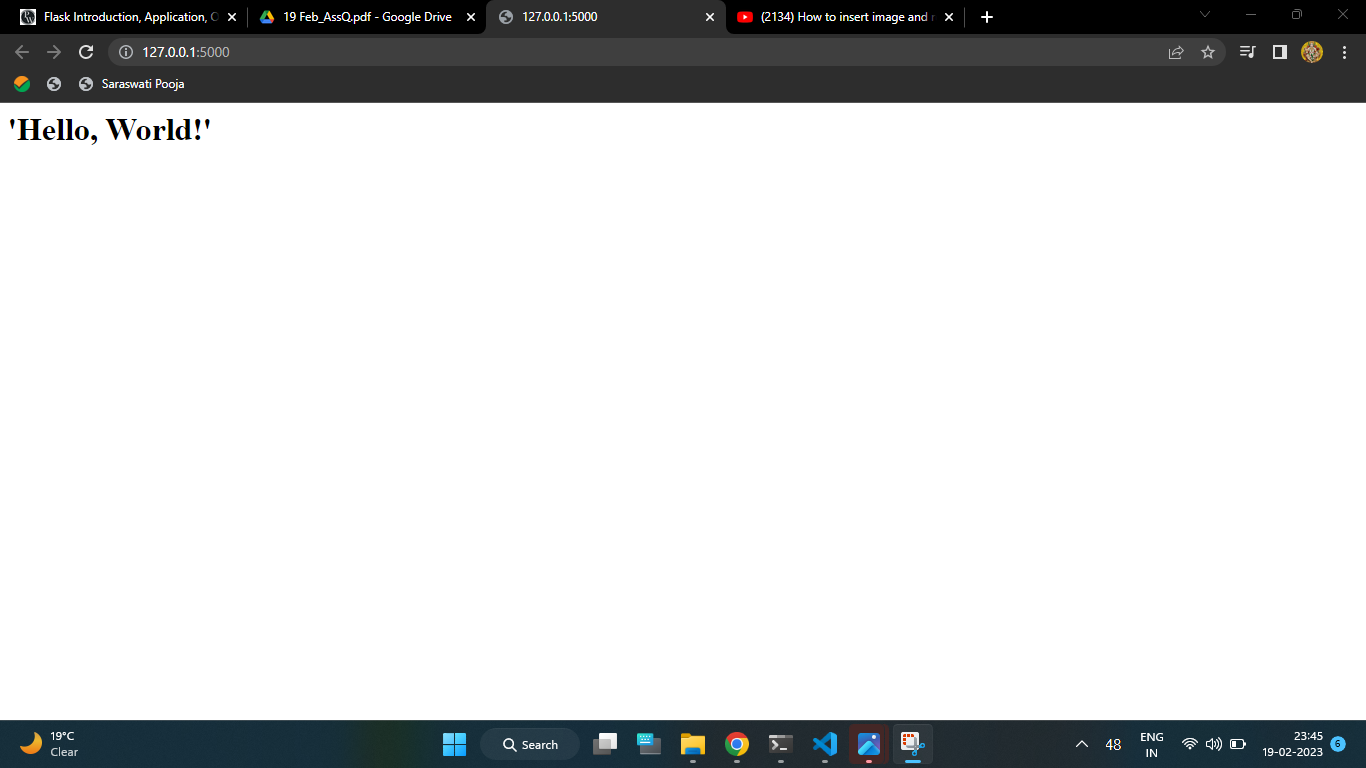 Flask Introduction, Application, O
19 Feb_AssQ.pdf - Google Drive
127.0.0.1:5000
(2134) How to insert image and
127.0.0.1:5000
Saraswati Pooja
'Hello, World!'
19°C
Clear
Search
48
ENG
IN
23:45
19-02-2023
6